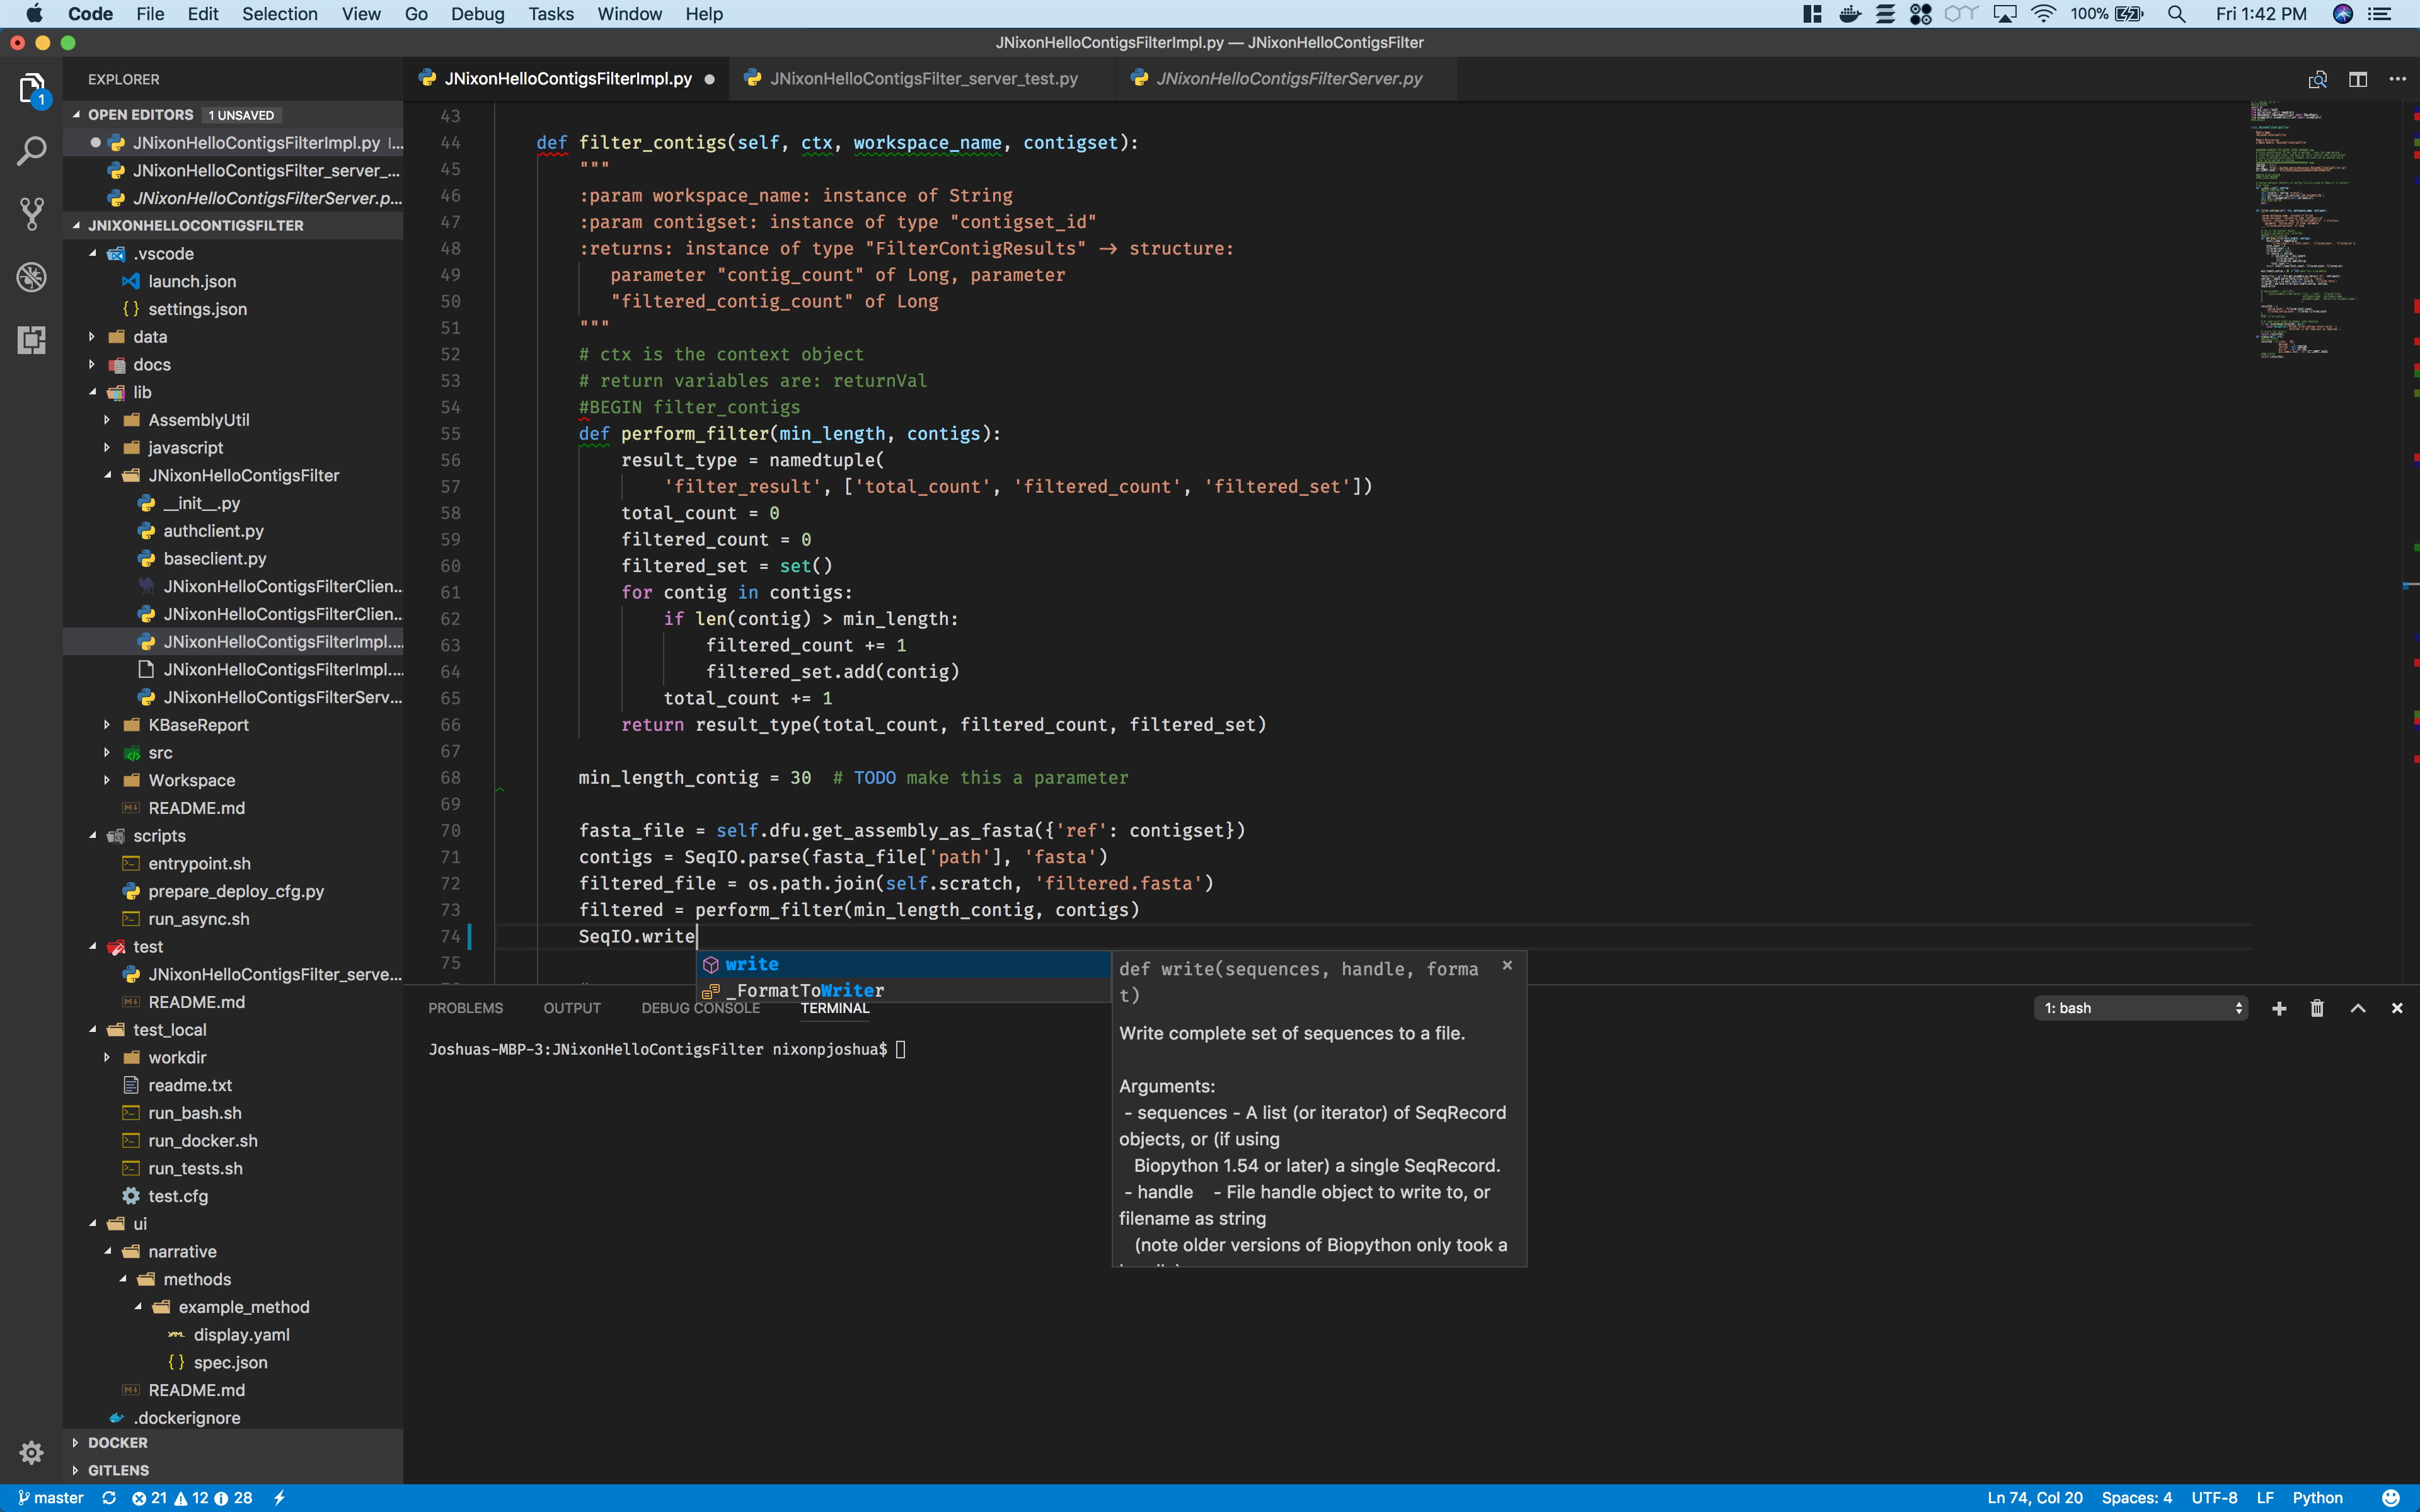 Code File Edit Selection View Go Debug Tasks Window Help
100% Fri 1:42 PM
JNixonHelloContigsFilterImpl.py — JNixonHelloContigsFilter
EXPLORER
OPEN EDITORS 1 UNSAVED
JNixonHelloContigsFilterImpl.py l...
JNixonHelloContigsFilter_server_...
JNixonHelloContigsFilterServer.p...
JNIXONHELLOCONTIGSFILTER
.vscode
launch.json
{ } settings.json
data
docs
lib
AssemblyUtil
javascript
JNixonHelloContigsFilter
__init__.py
authclient.py
baseclient.py
JNixonHelloContigsFilterClien...
JNixonHelloContigsFilterClien...
JNixonHelloContigsFilterImpl....
JNixonHelloContigsFilterImpl....
JNixonHelloContigsFilterServ...
KBaseReport
src
Workspace
README.md
scripts
entrypoint.sh
prepare_deploy_cfg.py
run_async.sh
test
JNixonHelloContigsFilter_serve...
README.md
test_local
workdir
readme.txt
run_bash.sh
run_docker.sh
run_tests.sh
test.cfg
ui
narrative
methods
example_method
display.yaml
{ } spec.json
README.md
.dockerignore
DOCKER
GITLENS
JNixonHelloContigsFilterImpl.py
JNixonHelloContigsFilter_server_test.py
JNixonHelloContigsFilterServer.py
43
44 def filter_contigs(self, ctx, workspace_name, contigset):
45 """
46 :param workspace_name: instance of String
47 :param contigset: instance of type "contigset_id"
48 :returns: instance of type "FilterContigResults" -> structure:
49 parameter "contig_count" of Long, parameter
50 "filtered_contig_count" of Long
51 """
52 # ctx is the context object
53 # return variables are: returnVal
54 #BEGIN filter_contigs
55 def perform_filter(min_length, contigs):
56 result_type = namedtuple(
57 'filter_result', ['total_count', 'filtered_count', 'filtered_set'])
58 total_count = 0
59 filtered_count = 0
60 filtered_set = set()
61 for contig in contigs:
62 if len(contig) > min_length:
63 filtered_count += 1
64 filtered_set.add(contig)
65 total_count += 1
66 return result_type(total_count, filtered_count, filtered_set)
67
68 min_length_contig = 30  # TODO make this a parameter
69
70 fasta_file = self.dfu.get_assembly_as_fasta({'ref': contigset})
71 contigs = SeqIO.parse(fasta_file['path'], 'fasta')
72 filtered_file = os.path.join(self.scratch, 'filtered.fasta')
73 filtered = perform_filter(min_length_contig, contigs)
74 SeqIO.write
75
write
_FormatToWriter
def write(sequences, handle, forma
t)
Write complete set of sequences to a file.
Arguments:
- sequences - A list (or iterator) of SeqRecord
objects, or (if using
Biopython 1.54 or later) a single SeqRecord.
- handle - File handle object to write to, or
filename as string
(note older versions of Biopython only took a
PROBLEMS OUTPUT DEBUG CONSOLE TERMINAL
1: bash
Joshuas-MBP-3:JNixonHelloContigsFilter nixonpjoshua$
master 21 12 28
Ln 74, Col 20 Spaces: 4 UTF-8 LF Python